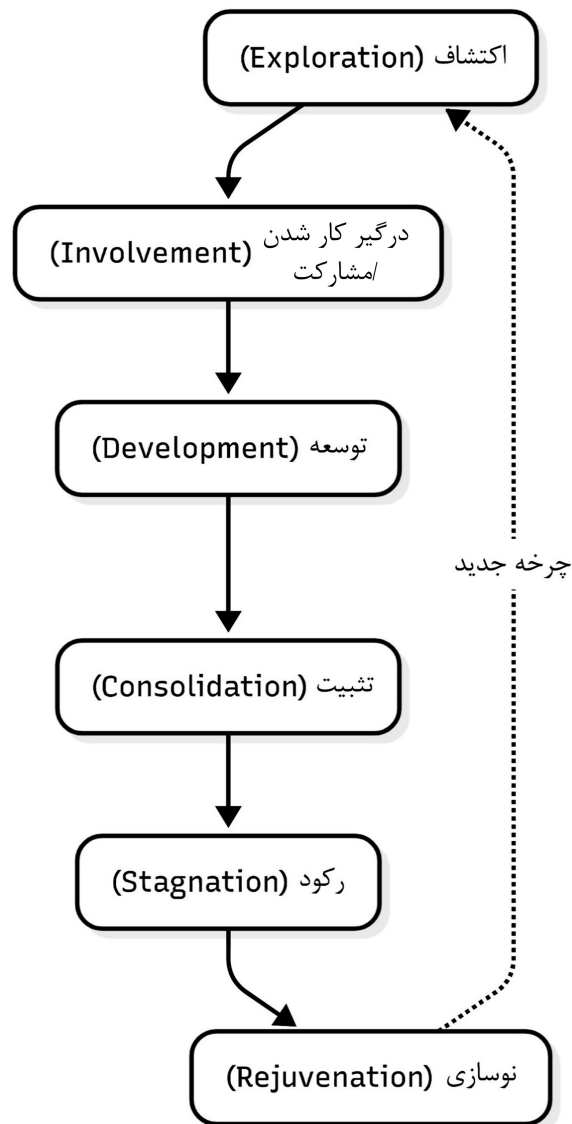 اکتشاف (Exploration)
درگیر کار شدن (Involvement)
/مشارکت
توسعه (Development)
چرخه جدید
تثبیت (Consolidation)
رکود (Stagnation)
نوسازی (Rejuvenation)